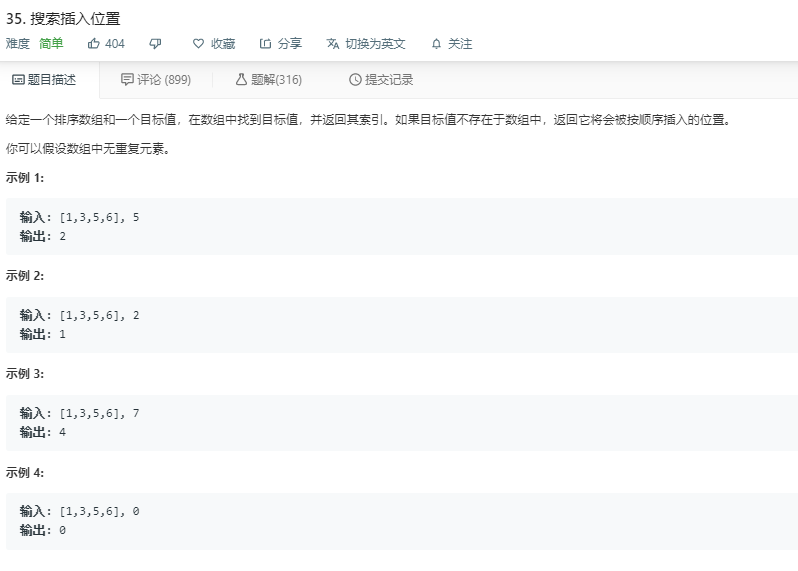 35. 搜索插入位置
难度 简单 404 收藏 分享 切换为英文 关注
题目描述 评论 (899) 题解(316) 提交记录
给定一个排序数组和一个目标值，在数组中找到目标值，并返回其索引。如果目标值不存在于数组中，返回它将会被按顺序插入的位置。
你可以假设数组中无重复元素。
示例 1:
输入: [1,3,5,6], 5
输出: 2
示例 2:
输入: [1,3,5,6], 2
输出: 1
示例 3:
输入: [1,3,5,6], 7
输出: 4
示例 4:
输入: [1,3,5,6], 0
输出: 0